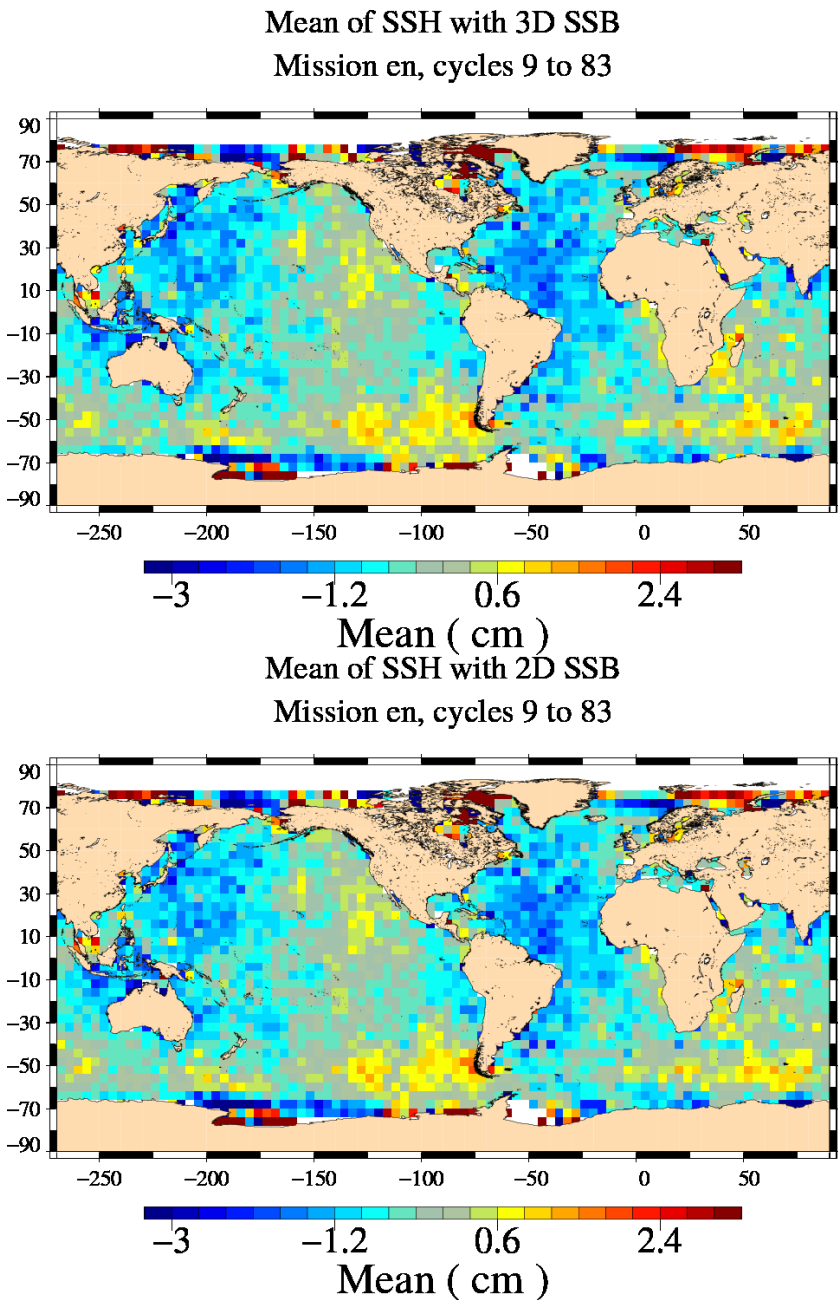 Mean of SSH with 3D SSB
Mission en, cycles 9 to 83
90
70
50
30
10
−10
−30
−50
−70
−90
−250 −200 −150 −100 −50 0 50
−3 −1.2 0.6 2.4
Mean ( cm )
Mean of SSH with 2D SSB
Mission en, cycles 9 to 83
90
70
50
30
10
−10
−30
−50
−70
−90
−250 −200 −150 −100 −50 0 50
−3 −1.2 0.6 2.4
Mean ( cm )